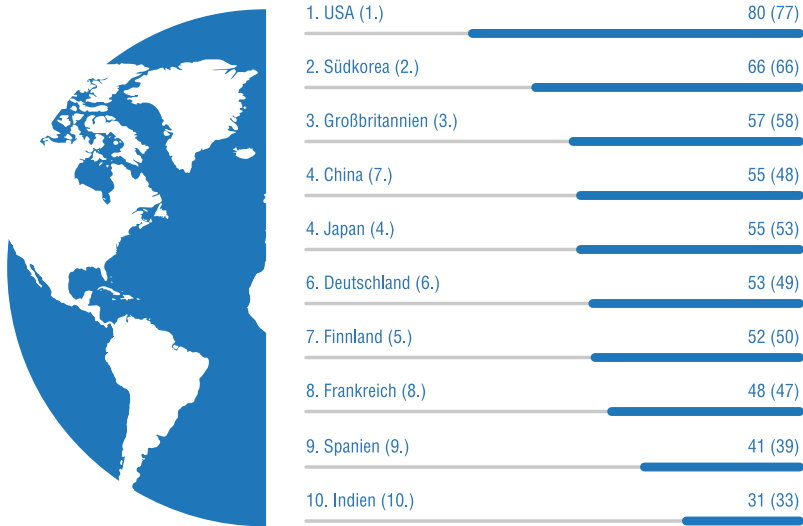 1. USA (1.) 80 (77)
2. Südkorea (2.) 66 (66)
3. Großbritannien (3.) 57 (58)
4. China (7.) 55 (48)
4. Japan (4.) 55 (53)
6. Deutschland (6.) 53 (49)
7. Finnland (5.) 52 (50)
8. Frankreich (8.) 48 (47)
9. Spanien (9.) 41 (39)
10. Indien (10.) 31 (33)